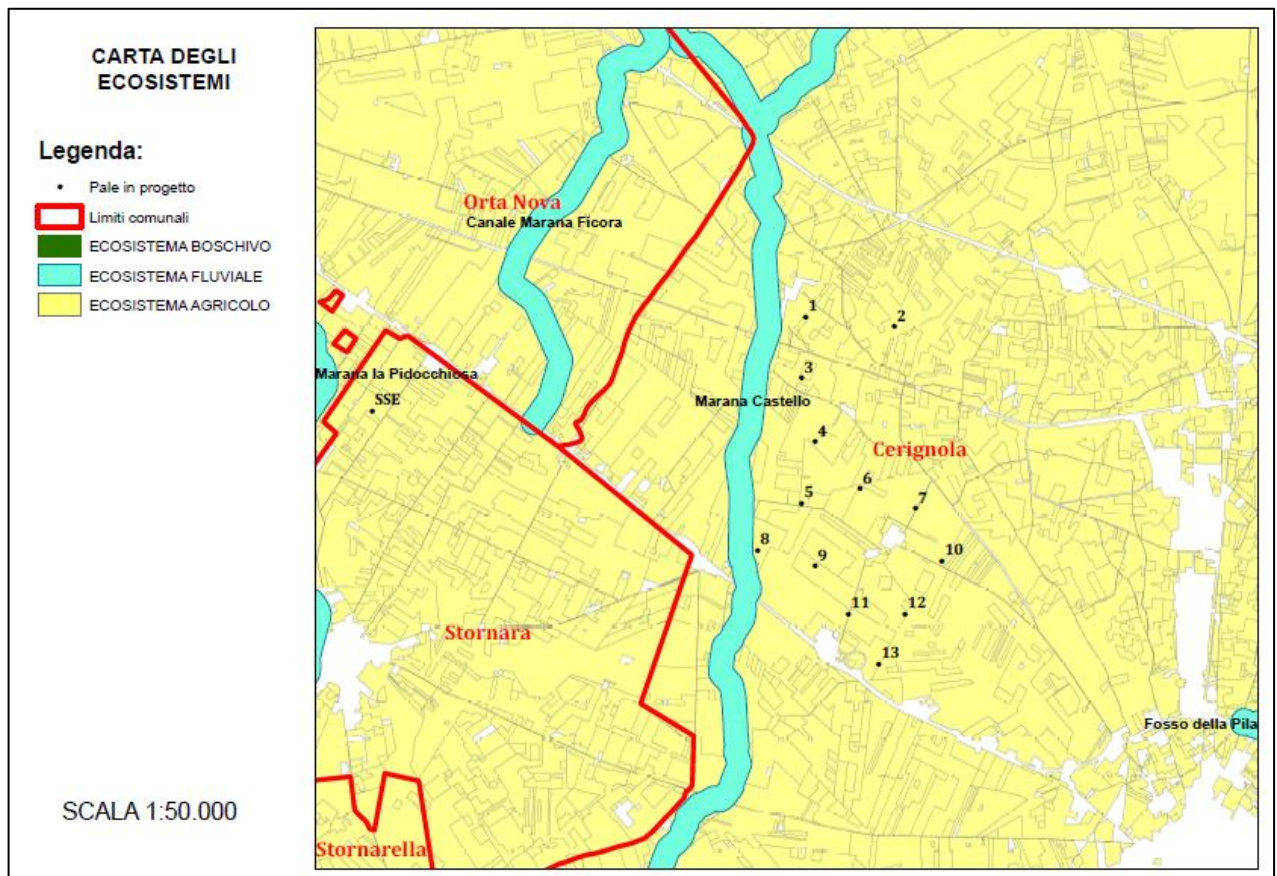 CARTA DEGLI
ECOSISTEMI
Legenda:
Pale in progetto
Limiti comunali
ECOSISTEMA BOSCHIVO
ECOSISTEMA FLUVIALE
ECOSISTEMA AGRICOLO
SCALA 1:50.000
Orta Nova
Canale Marana Ficora
1
2
Marana la Pidocchiosa
3
SSE
Marana Castello
4
Cerignola
6
5
7
8
9
10
11
12
Stornara
13
Fosso della Pila
Stornarella